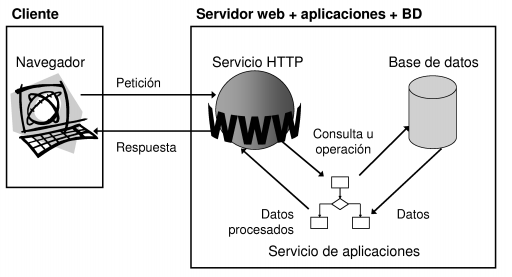 Cliente
Servidor web + aplicaciones + BD
Navegador
Servicio HTTP
Base de datos
Petición
WWW
Respuesta
Consulta u
operación
Datos
procesados
Datos
Servicio de aplicaciones